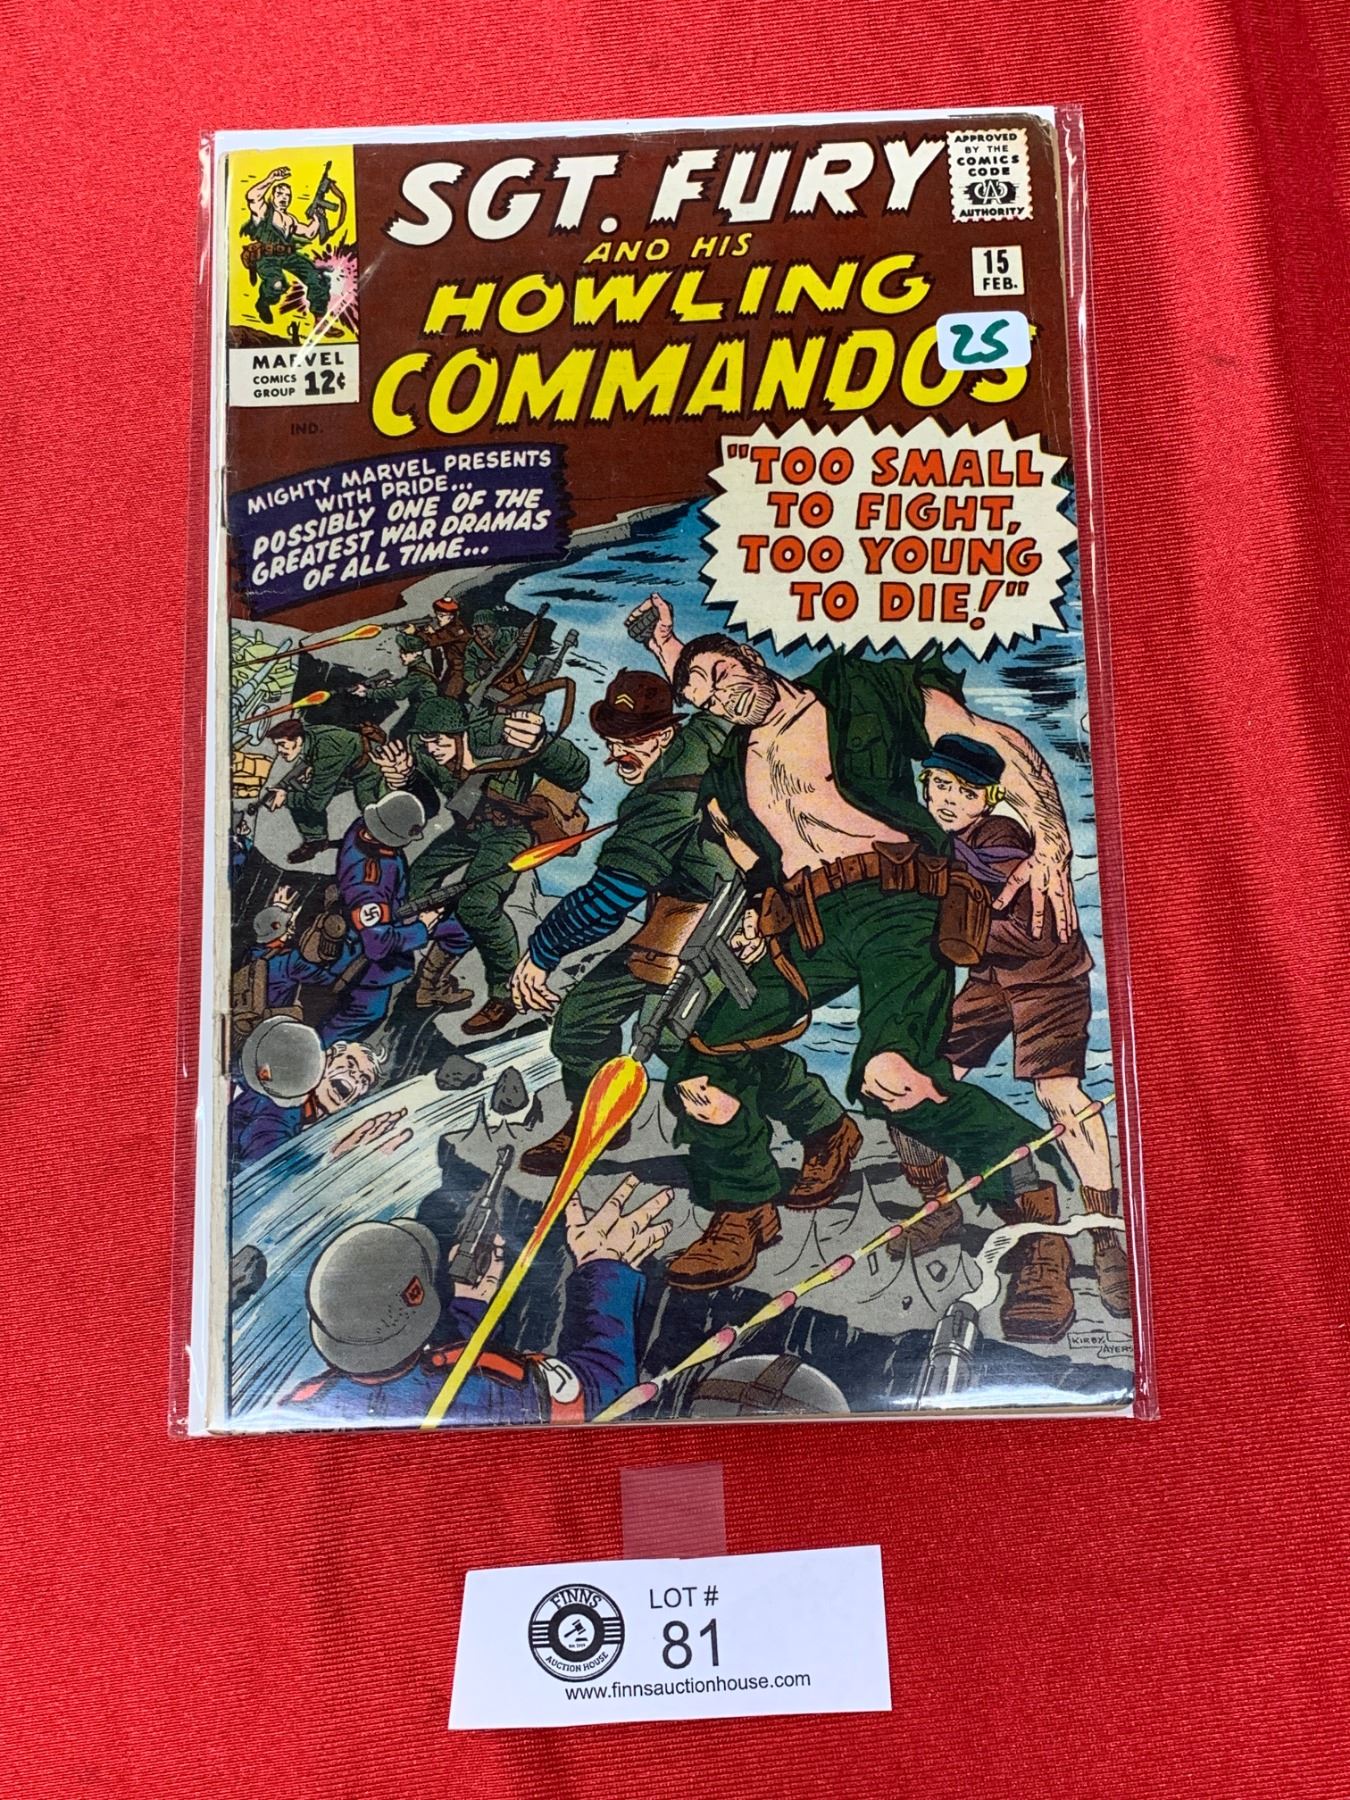 SGT. FURY
AND HIS
HOWLING
COMMANDOS
APPROVED
BY THE
COMICS
CODE
CA
AUTHORITY
15
FEB.
25
MARVEL
COMICS
GROUP 12¢
IND.
MIGHTY MARVEL PRESENTS
WITH PRIDE...
POSSIBLY ONE OF THE
GREATEST WAR DRAMAS
OF ALL TIME...
"TOO SMALL
TO FIGHT,
TOO YOUNG
TO DIE!"
KIRBY
AYERS
FINNS
AUCTION HOUSE
LOT #
81
www.finnsauctionhouse.com